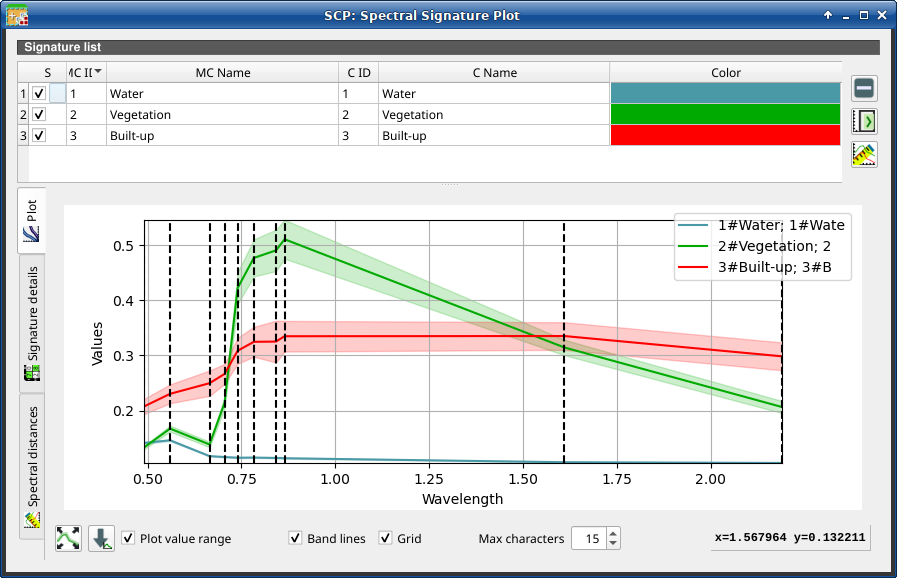 SCP: Spectral Signature Plot
Signature list
S MC ID MC Name C ID C Name Color
1 1 Water 1 Water
2 2 Vegetation 2 Vegetation
3 3 Built-up 3 Built-up
Plot
Signature details
Spectral distances
1#Water; 1#Wate
2#Vegetation; 2
3#Built-up; 3#B
Values
0.5
0.4
0.3
0.2
0.50 0.75 1.00 1.25 1.50 1.75 2.00
Wavelength
Plot value range Band lines Grid Max characters 15 x=1.567964 y=0.132211